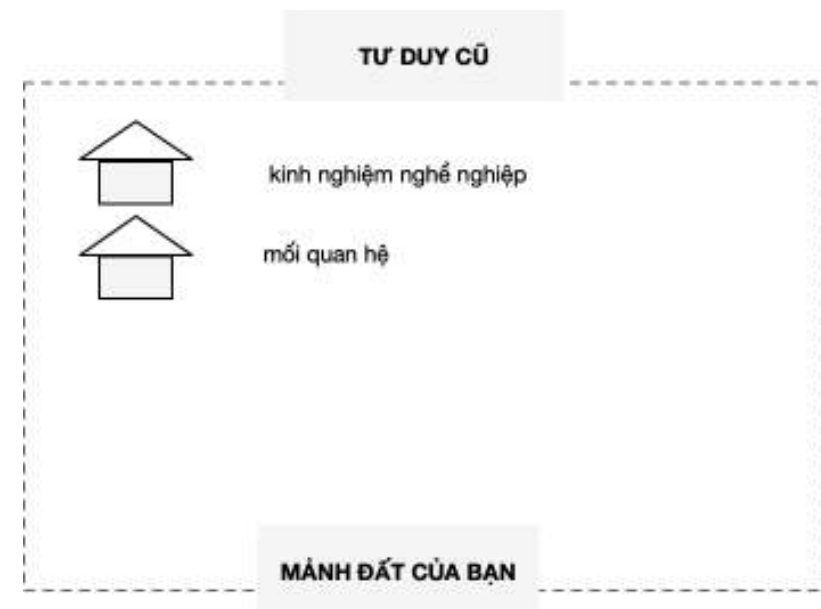 TƯ DUY CŨ
kinh nghiệm nghề nghiệp
mối quan hệ
MẢNH ĐẤT CỦA BẠN